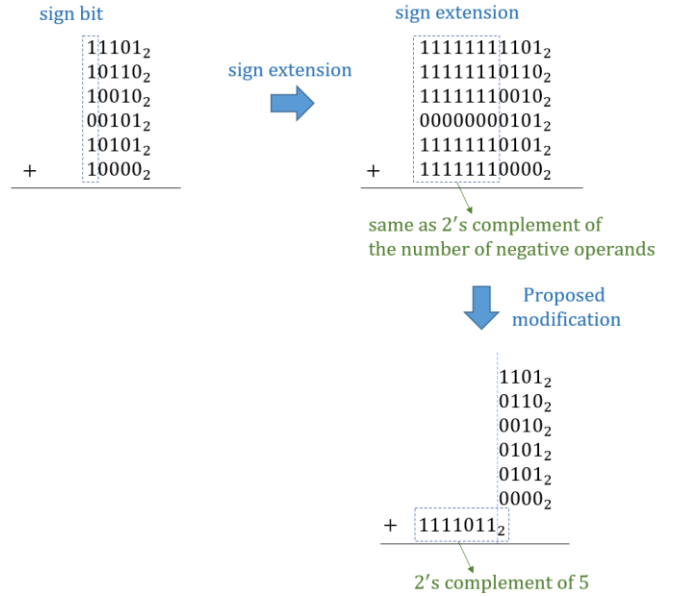 sign bit
sign extension
11101₂
10110₂
10010₂
00101₂
10101₂
+ 10000₂
sign extension
11111111101₂
11111110110₂
11111110010₂
00000000101₂
11111110101₂
+ 11111110000₂
same as 2's complement of
the number of negative operands
Proposed
modification
1101₂
0110₂
0010₂
0101₂
0101₂
0000₂
+ 1111011₂
2's complement of 5